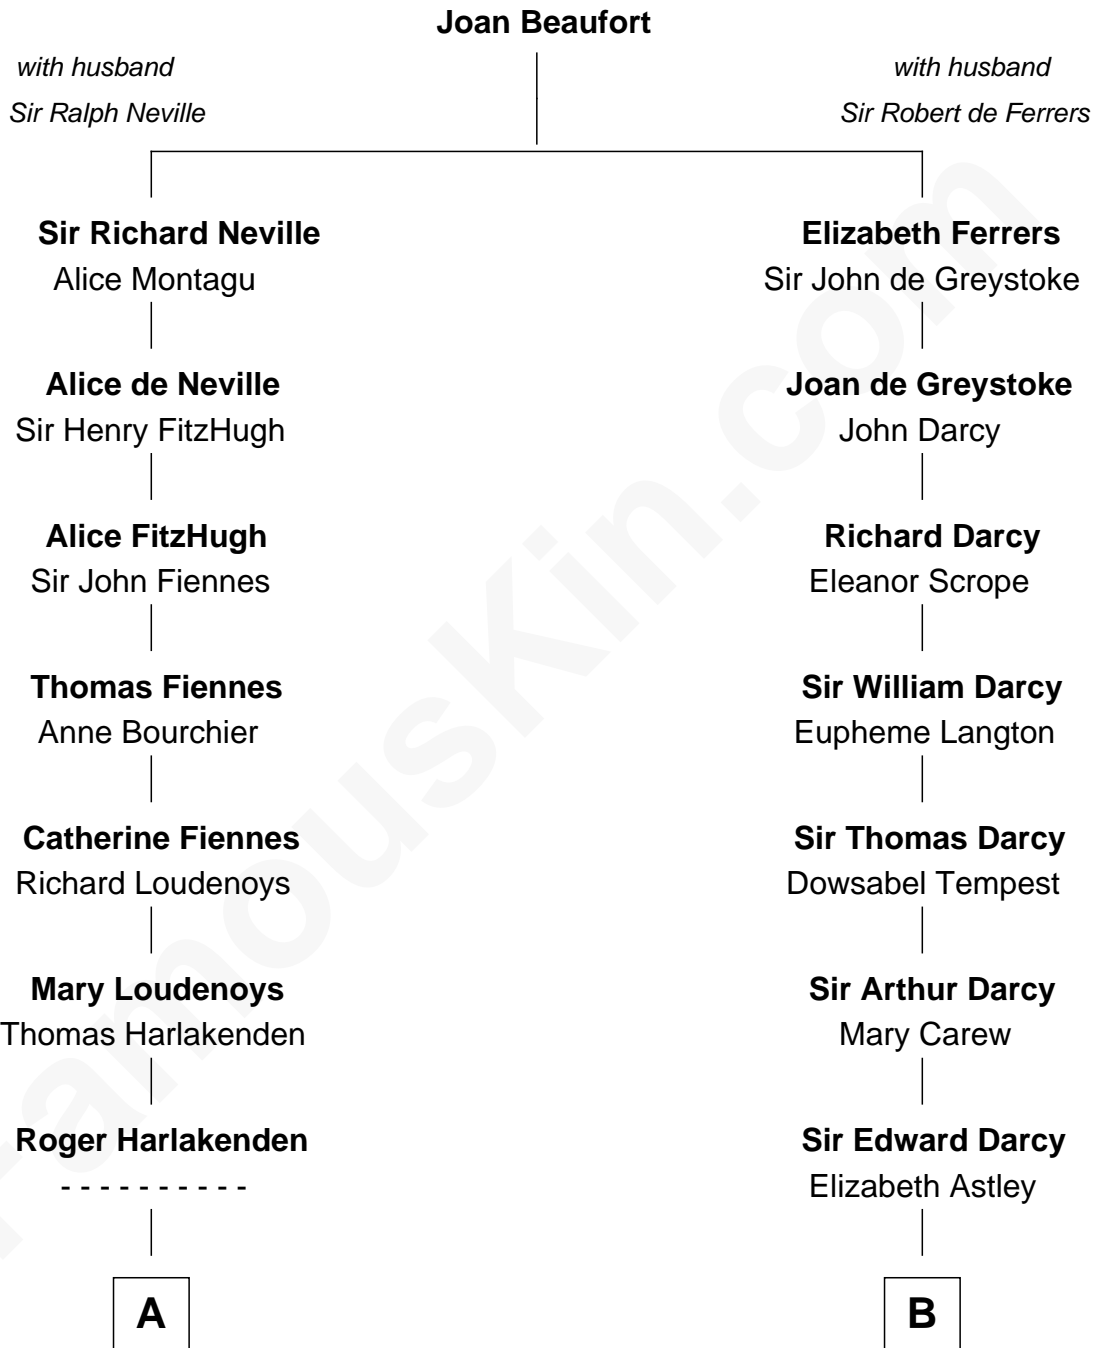 Joan Beaufort
with husband
Sir Ralph Neville
with husband
Sir Robert de Ferrers
Sir Richard Neville
Alice Montagu
Elizabeth Ferrers
Sir John de Greystoke
Alice de Neville
Sir Henry FitzHugh
Joan de Greystoke
John Darcy
Alice FitzHugh
Sir John Fiennes
Richard Darcy
Eleanor Scrope
Thomas Fiennes
Anne Bourchier
Sir William Darcy
Eupheme Langton
Catherine Fiennes
Richard Loudenoys
Sir Thomas Darcy
Dowsabel Tempest
Mary Loudenoys
Thomas Harlakenden
Sir Arthur Darcy
Mary Carew
Roger Harlakenden
- - - - - - - - - -
Sir Edward Darcy
Elizabeth Astley
A
B
FamousKin.com